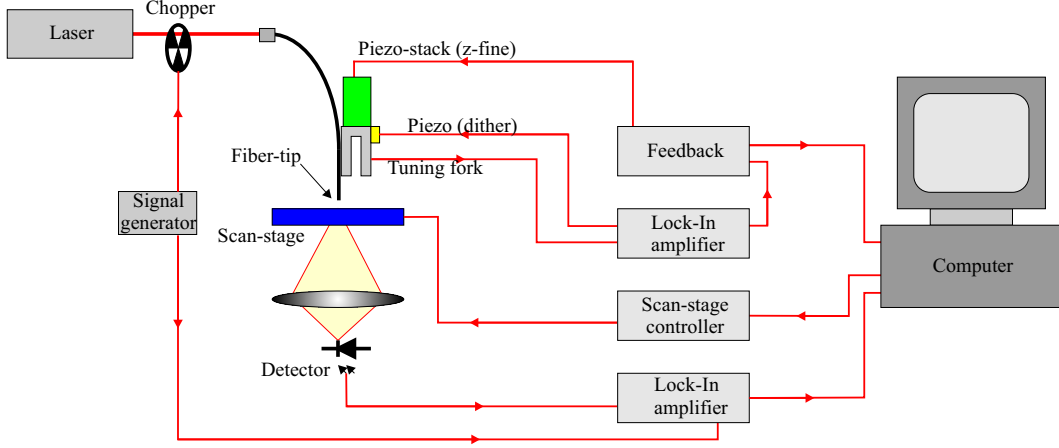 Chopper
Laser
Piezo-stack (z-fine)
Piezo (dither)
Feedback
Fiber-tip
Tuning fork
Signal
generator
Lock-In
amplifier
Scan-stage
Computer
Scan-stage
controller
Detector
Lock-In
amplifier